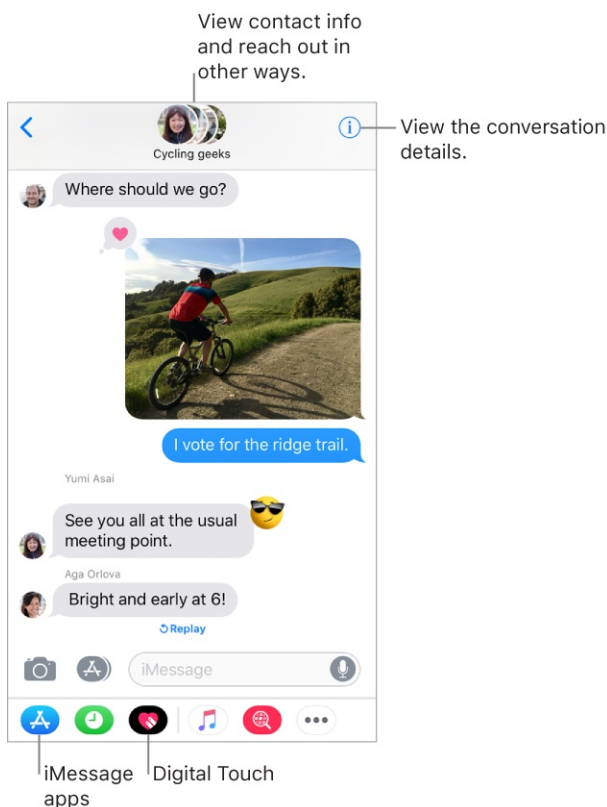 View contact info
and reach out in
other ways.
View the conversation
details.
Cycling geeks
Where should we go?
I vote for the ridge trail.
Yumi Asai
See you all at the usual
meeting point.
Aga Orlova
Bright and early at 6!
Replay
iMessage
iMessage
apps
Digital Touch